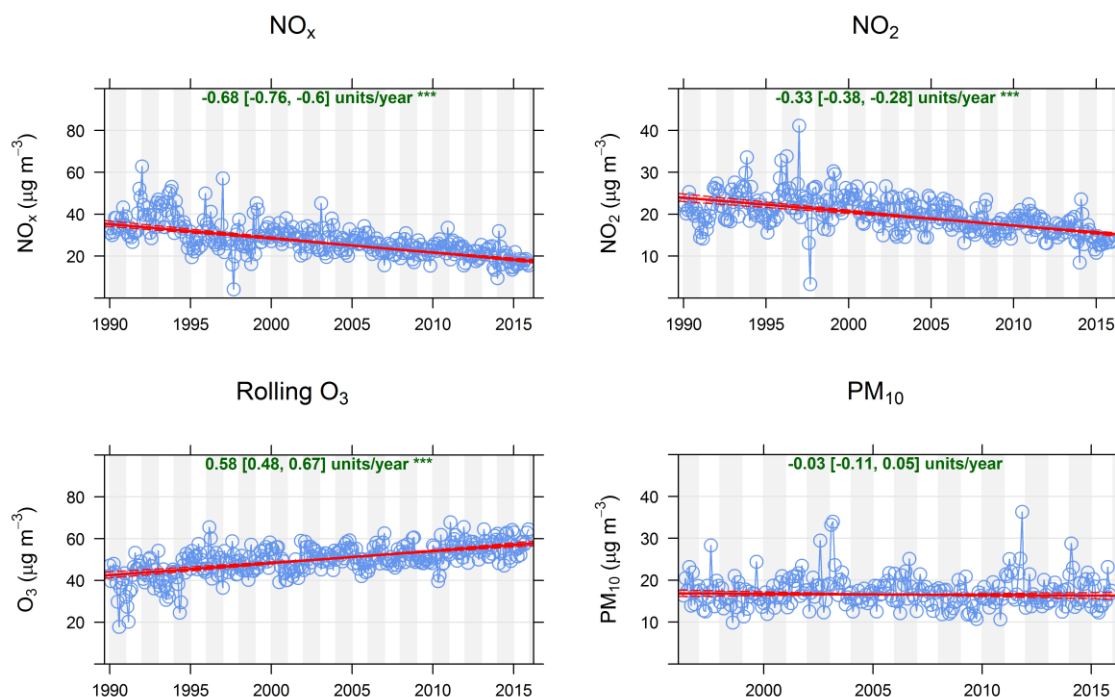 NOx
-0.68 [-0.76, -0.6] units/year ***
NOx (µg m−3)
80
60
40
20
1990 1995 2000 2005 2010 2015
NO2
-0.33 [-0.38, -0.28] units/year ***
NO2 (µg m−3)
40
30
20
10
1990 1995 2000 2005 2010 2015
Rolling O3
0.58 [0.48, 0.67] units/year ***
O3 (µg m−3)
80
60
40
20
1990 1995 2000 2005 2010 2015
PM10
-0.03 [-0.11, 0.05] units/year
PM10 (µg m−3)
40
30
20
10
2000 2005 2010 2015